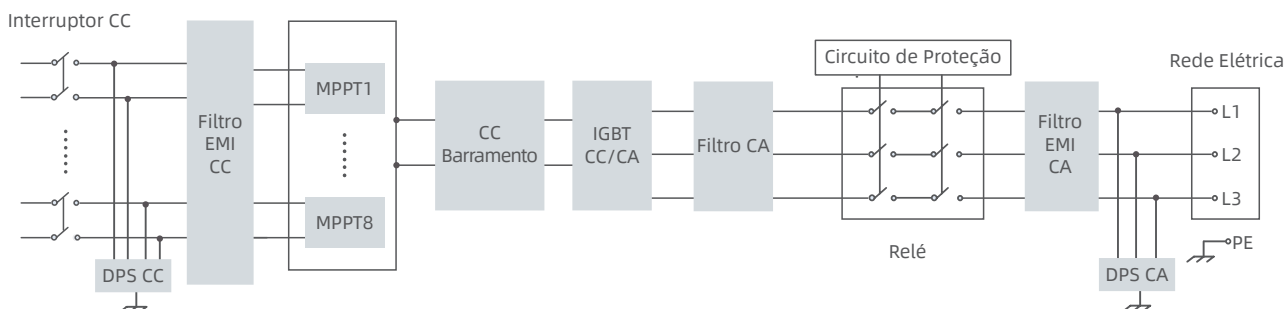 Interruptor CC
Filtro
EMI
CC
MPPT1
MPPT8
DPS CC
CC
Barramento
IGBT
CC/CA
Filtro CA
Circuito de Proteção
Relé
Filtro
EMI
CA
Rede Elétrica
L1
L2
L3
PE
DPS CA